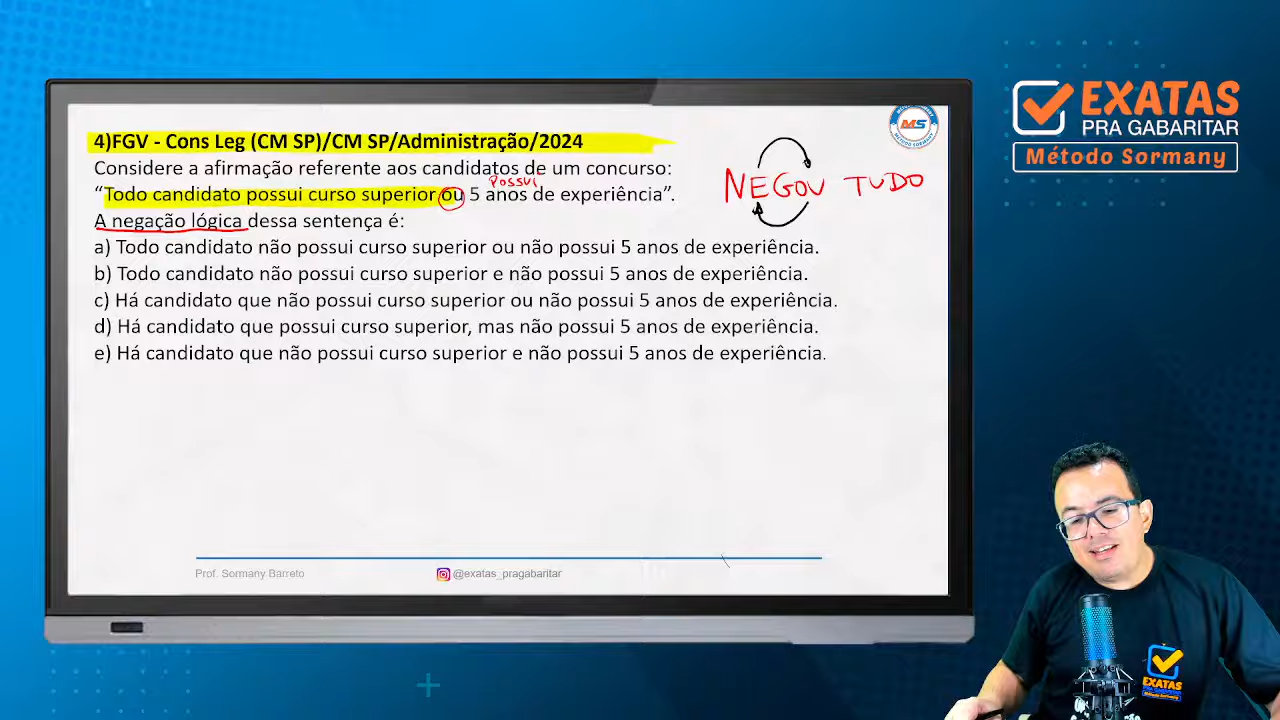 4)FGV - Cons Leg (CM SP)/CM SP/Administração/2024
Considere a afirmação referente aos candidatos de um concurso:
possui
“Todo candidato possui curso superior ou 5 anos de experiência”.
A negação lógica dessa sentença é:
a) Todo candidato não possui curso superior ou não possui 5 anos de experiência.
b) Todo candidato não possui curso superior e não possui 5 anos de experiência.
c) Há candidato que não possui curso superior ou não possui 5 anos de experiência.
d) Há candidato que possui curso superior, mas não possui 5 anos de experiência.
e) Há candidato que não possui curso superior e não possui 5 anos de experiência.
NEGOU TUDO
MS
Prof. Sormany Barreto
@exatas_pragabaritar
EXATAS
PRA GABARITAR
Método Sormany
EXATAS